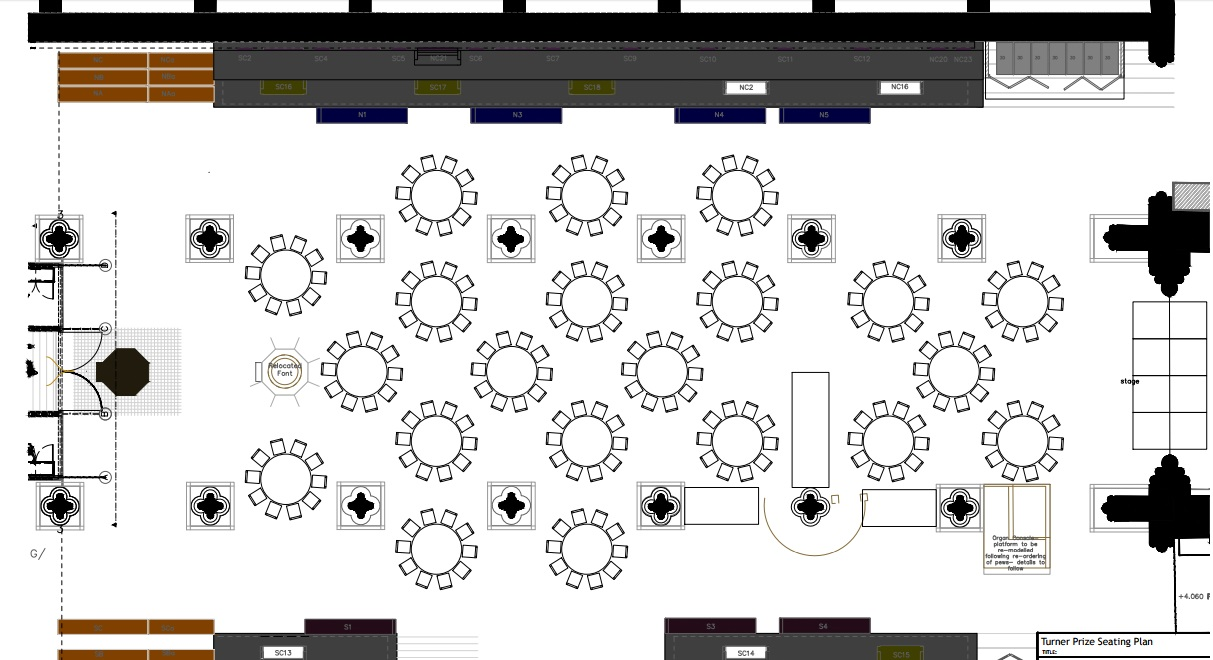 SC2
SC4
SC5
NC21
SC6
SC7
SC9
SC10
SC11
SC12
NC20
NC23
SC16
SC17
SC18
NC2
NC16
N1
N3
N4
N5
Relocated
Font
stage
platform to be
re-modelled
following re-ordering
of pews- details to
follow
G/
+4.060
S1
S3
S4
SC13
SC14
SC15
Turner Prize Seating Plan
TITLE: